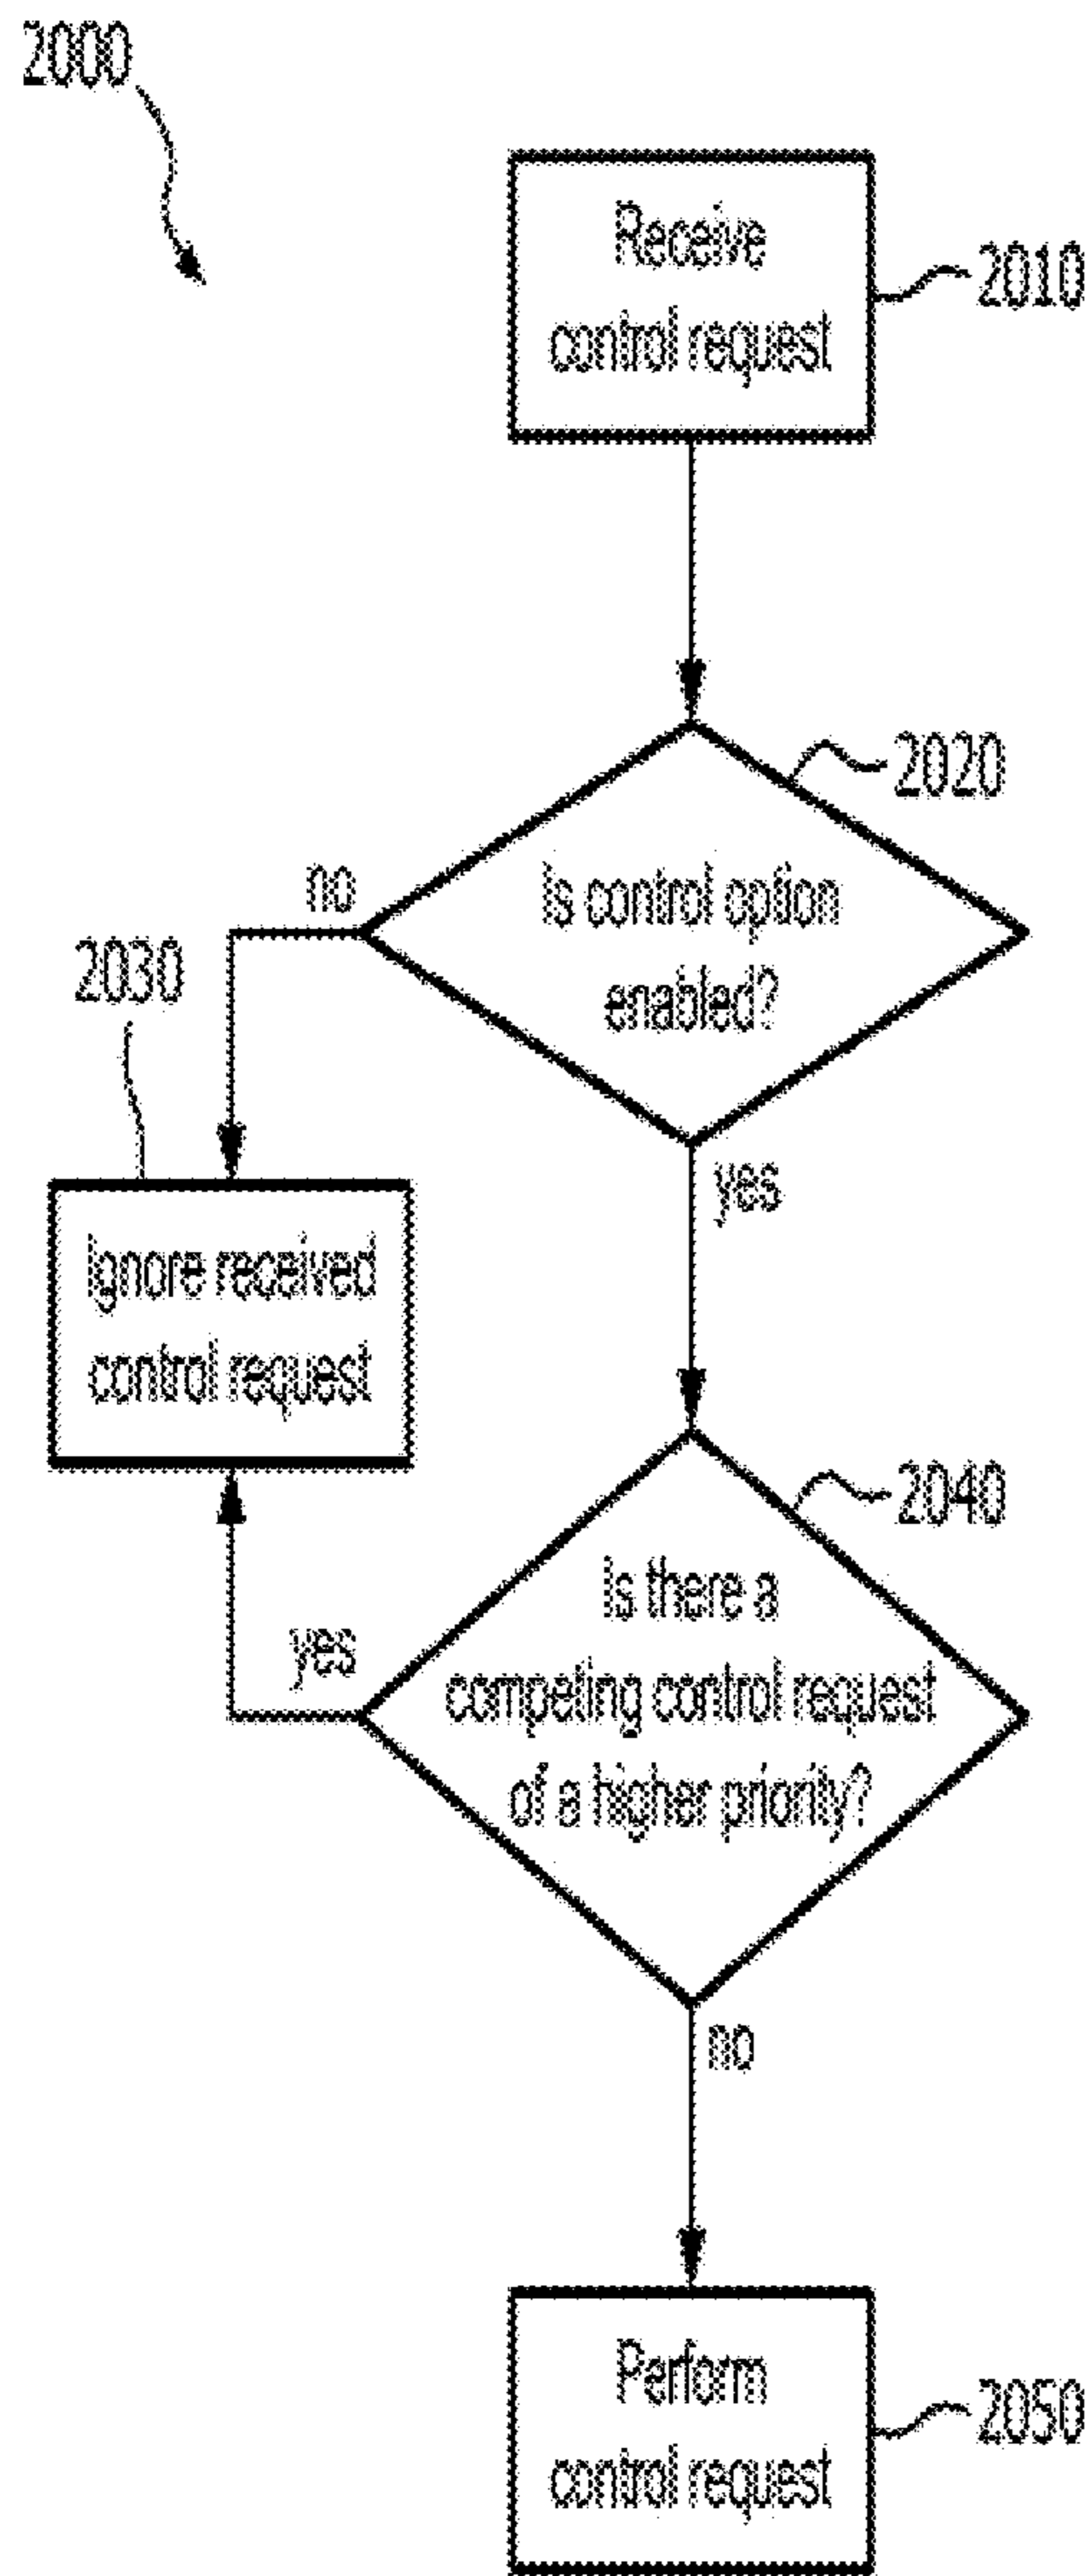 2000
Receive
control request
2010
2020
Is control option
enabled?
no
2030
yes
Ignore received
control request
2040
Is there a
competing control request
of a higher priority?
yes
no
Perform
control request
2050